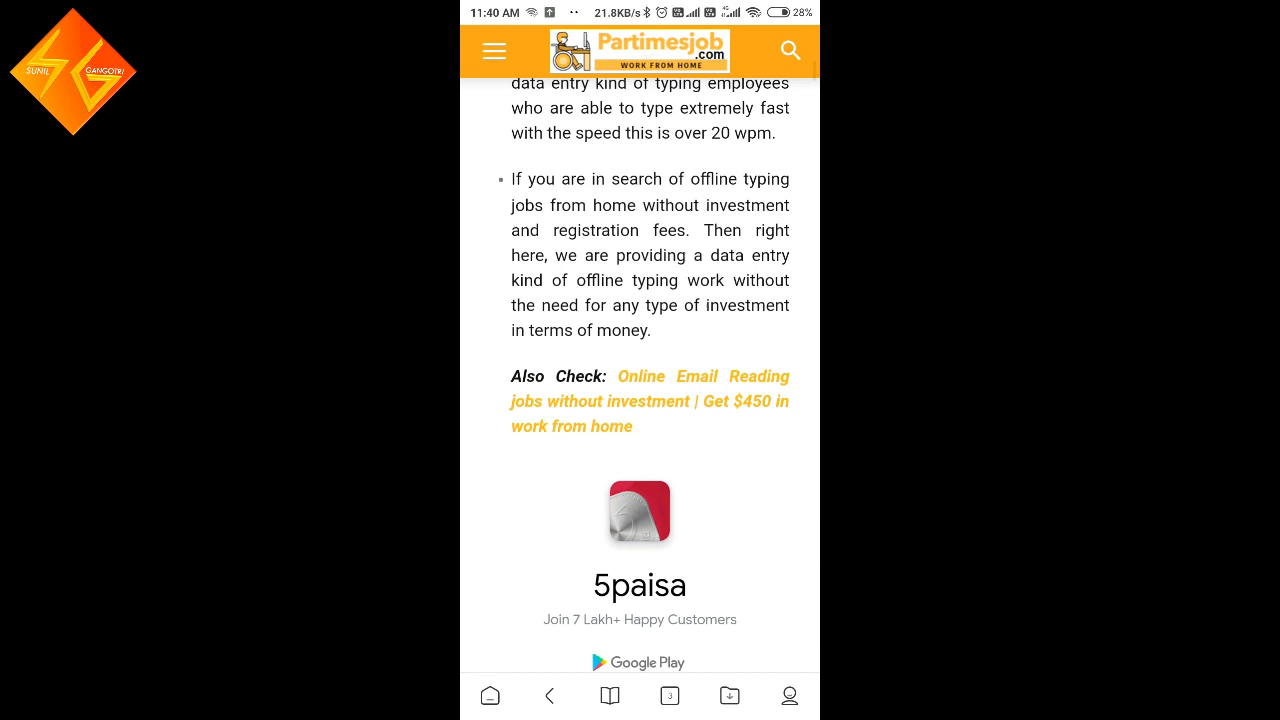 11:40 AM
21.8KB/s
28%
SUNIL
GANGOTRI
Partimesjob
.com
WORK FROM HOME
data entry kind of typing employees
who are able to type extremely fast
with the speed this is over 20 wpm.
If you are in search of offline typing
jobs from home without investment
and registration fees. Then right
here, we are providing a data entry
kind of offline typing work without
the need for any type of investment
in terms of money.
Also Check: Online Email Reading
jobs without investment | Get $450 in
work from home
5paisa
Join 7 Lakh+ Happy Customers
Google Play
3